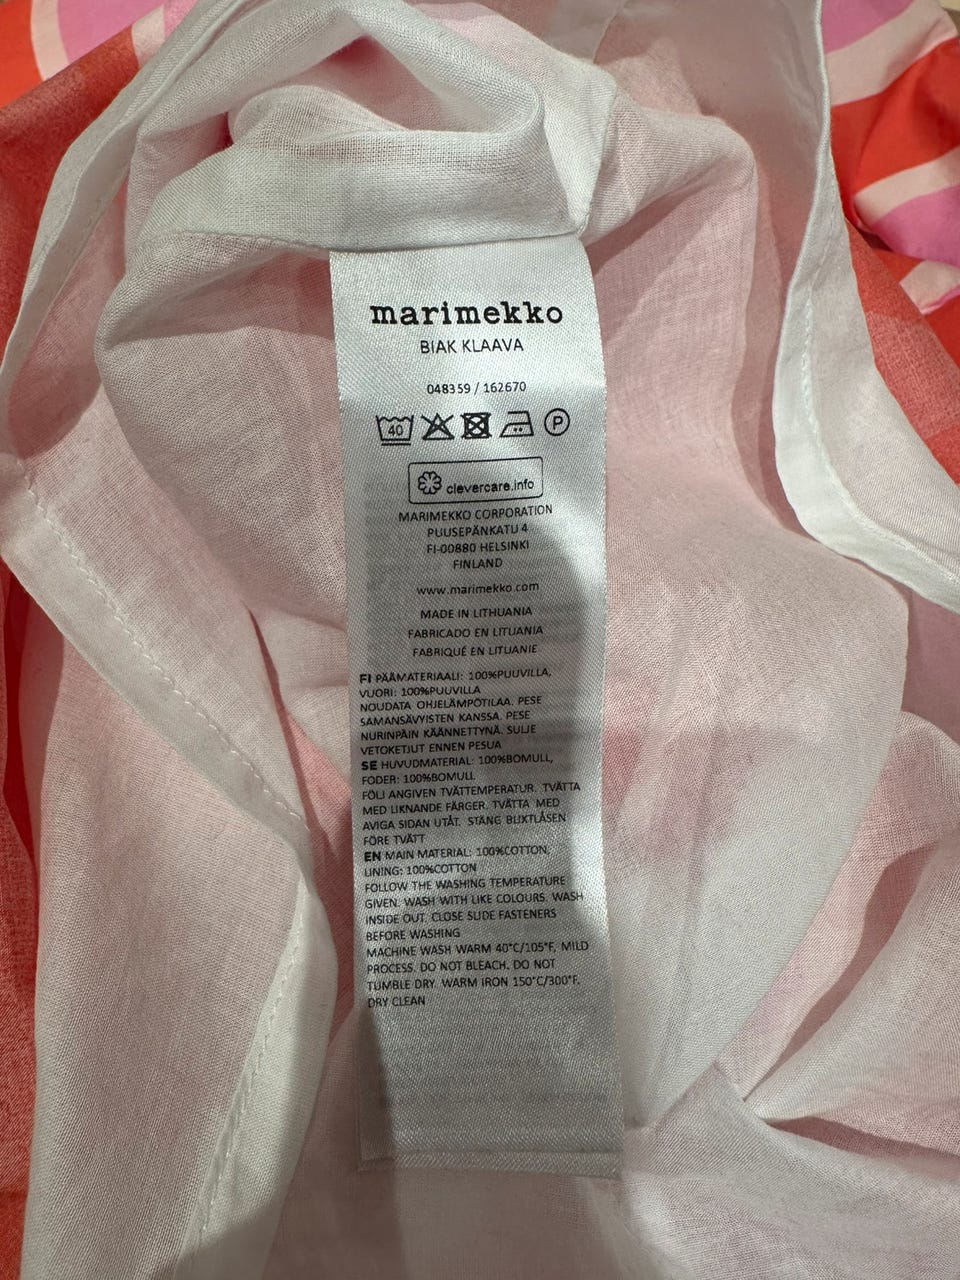 marimekko
BIAK KLAAVA
048359 / 162670
40 P
clevercare.info
MARIMEKKO CORPORATION
PUUSEPÄNKATU 4
FI-00880 HELSINKI
FINLAND
www.marimekko.com
MADE IN LITHUANIA
FABRICADO EN LITUANIA
FABRIQUÉ EN LITUANIE
FI PÄÄMATERIAALI: 100%PUUVILLA,
VUORI: 100%PUUVILLA
NOUDATA OHJELÄMPÖTILAA. PESE
SAMANSÄVYISTEN KANSSA. PESE
NURINPÄIN KÄÄNNETTYNÄ. SULJE
VETOKETJUT ENNEN PESUA
SE HUVUDMATERIAL: 100%BOMULL,
FODER: 100%BOMULL
FÖLJ ANGIVEN TVÄTTEMPERATUR. TVÄTTA
MED LIKNANDE FÄRGER. TVÄTTA MED
AVIGA SIDAN UTÅT. STÄNG BLIXTLÅSEN
FÖRE TVÄTT
EN MAIN MATERIAL: 100%COTTON,
LINING: 100%COTTON
FOLLOW THE WASHING TEMPERATURE
GIVEN. WASH WITH LIKE COLOURS. WASH
INSIDE OUT. CLOSE SLIDE FASTENERS
BEFORE WASHING
MACHINE WASH WARM 40°C/105°F, MILD
PROCESS. DO NOT BLEACH. DO NOT
TUMBLE DRY. WARM IRON 150°C/300°F.
DRY CLEAN